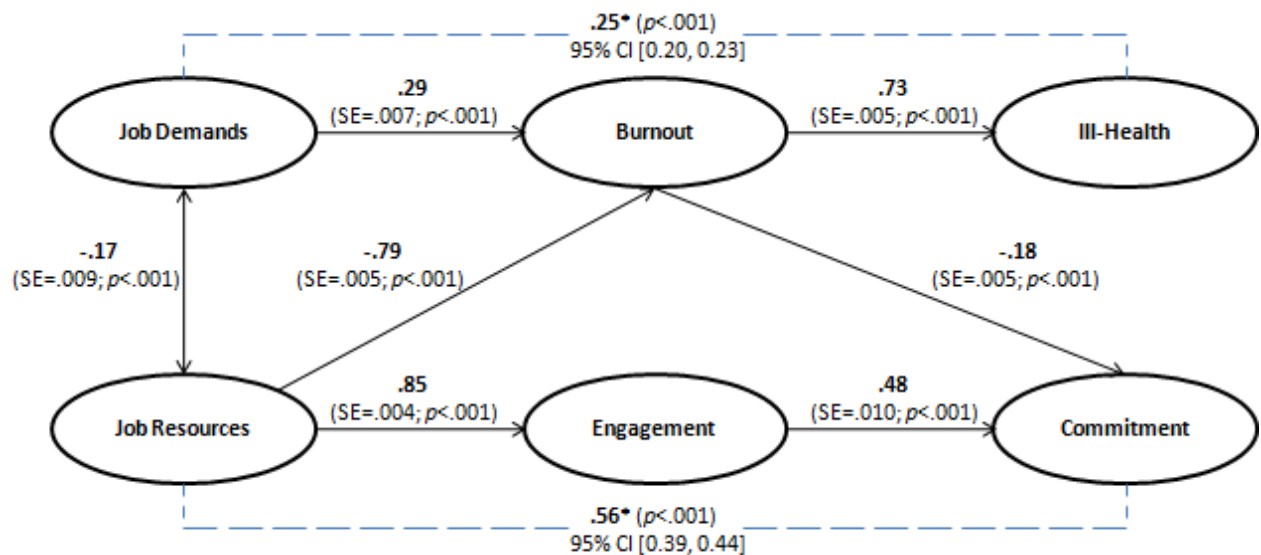 .25* (p<.001)
95% CI [0.20, 0.23]
Job Demands
.29
(SE=.007; p<.001)
Burnout
.73
(SE=.005; p<.001)
Ill-Health
-.17
(SE=.009; p<.001)
-.79
(SE=.005; p<.001)
-.18
(SE=.005; p<.001)
Job Resources
.85
(SE=.004; p<.001)
Engagement
.48
(SE=.010; p<.001)
Commitment
.56* (p<.001)
95% CI [0.39, 0.44]